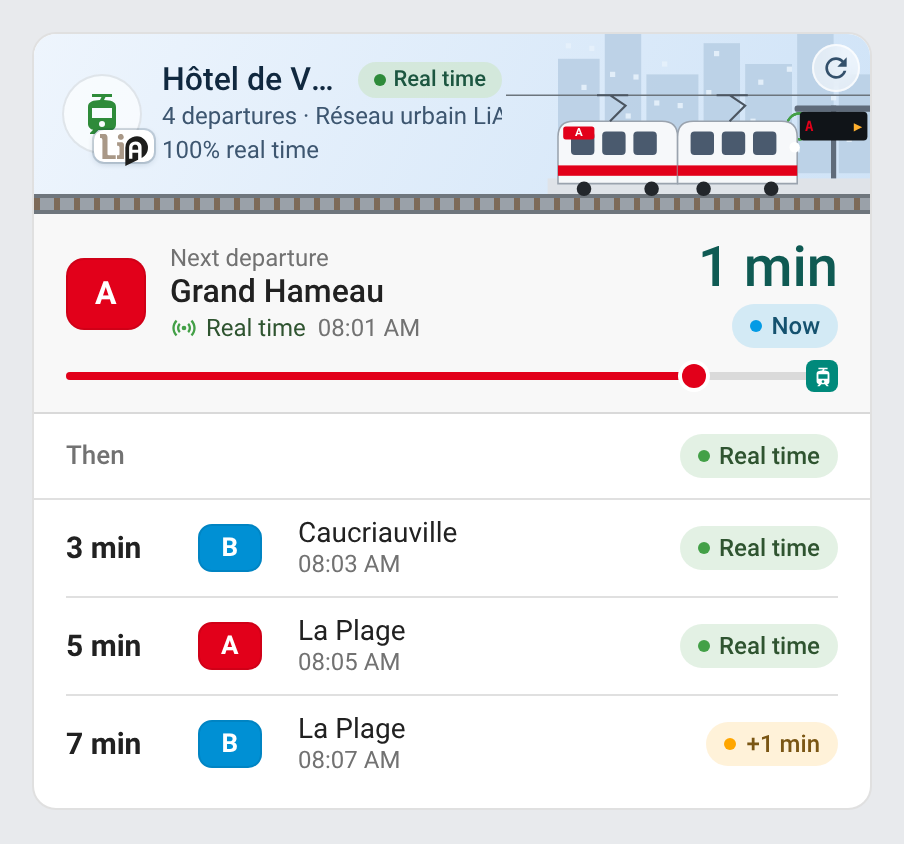 Hôtel de V...
Real time
4 departures · Réseau urbain LiA
100% real time
LiA
A
A
A
Next departure
Grand Hameau
Real time 08:01 AM
1 min
Now
Then
Real time
3 min
B
Caucriauville
08:03 AM
Real time
5 min
A
La Plage
08:05 AM
Real time
7 min
B
La Plage
08:07 AM
+1 min